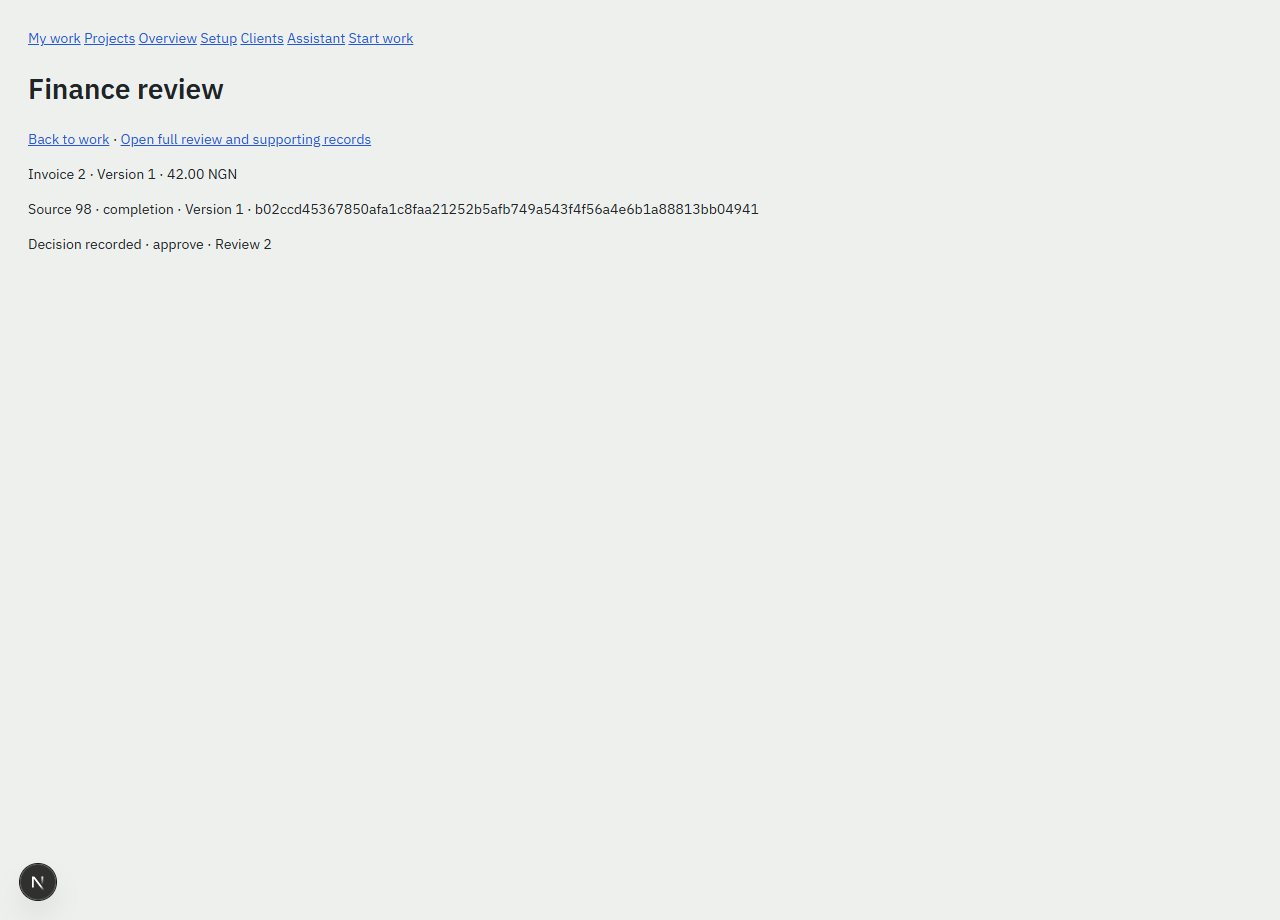 My work Projects Overview Setup Clients Assistant Start work
Finance review
Back to work · Open full review and supporting records
Invoice 2 · Version 1 · 42.00 NGN
Source 98 · completion · Version 1 · b02ccd45367850afa1c8faa21252b5afb749a543f4f56a4e6b1a88813bb04941
Decision recorded · approve · Review 2
N